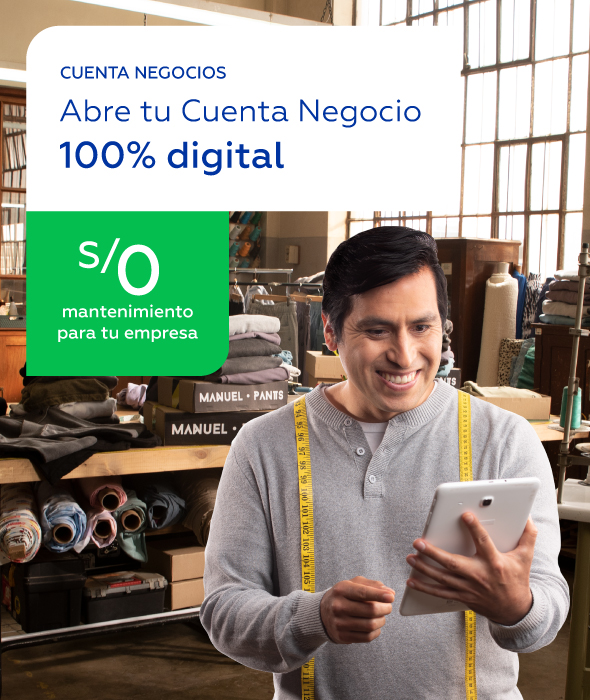 CUENTA NEGOCIOS
Abre tu Cuenta Negocio
100% digital
S/0
mantenimiento
para tu empresa
MANUEL • PANTS
MANUEL •